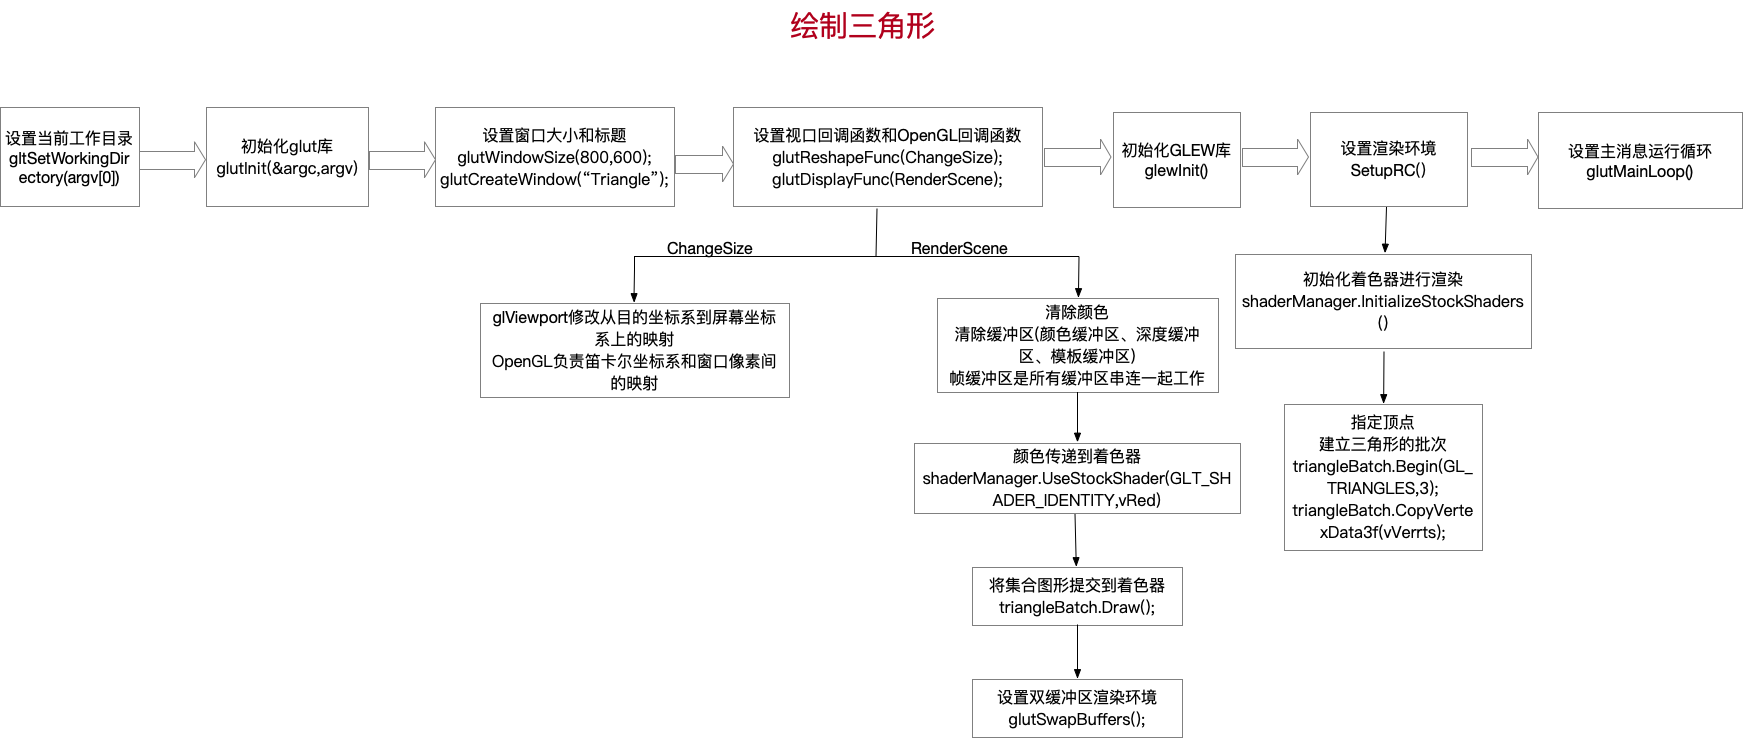 绘制三角形
设置当前工作目录
gltSetWorkingDir
ectory(argv[0])
初始化glut库
glutInit(&argc,argv)
设置窗口大小和标题
glutWindowSize(800,600);
glutCreateWindow(“Triangle”);
设置视口回调函数和OpenGL回调函数
glutReshapeFunc(ChangeSize);
glutDisplayFunc(RenderScene);
初始化GLEW库
glewInit()
设置渲染环境
SetupRC()
设置主消息运行循环
glutMainLoop()
ChangeSize
RenderScene
glViewport修改从目的坐标系到屏幕坐标
系上的映射
OpenGL负责笛卡尔坐标系和窗口像素间
的映射
清除颜色
清除缓冲区(颜色缓冲区、深度缓冲
区、模板缓冲区)
帧缓冲区是所有缓冲区串连一起工作
颜色传递到着色器
shaderManager.UseStockShader(GLT_SH
ADER_IDENTITY,vRed)
将集合图形提交到着色器
triangleBatch.Draw();
设置双缓冲区渲染环境
glutSwapBuffers();
初始化着色器进行渲染
shaderManager.InitializeStockShaders
()
指定顶点
建立三角形的批次
triangleBatch.Begin(GL_
TRIANGLES,3);
triangleBatch.CopyVerte
xData3f(vVerrts);